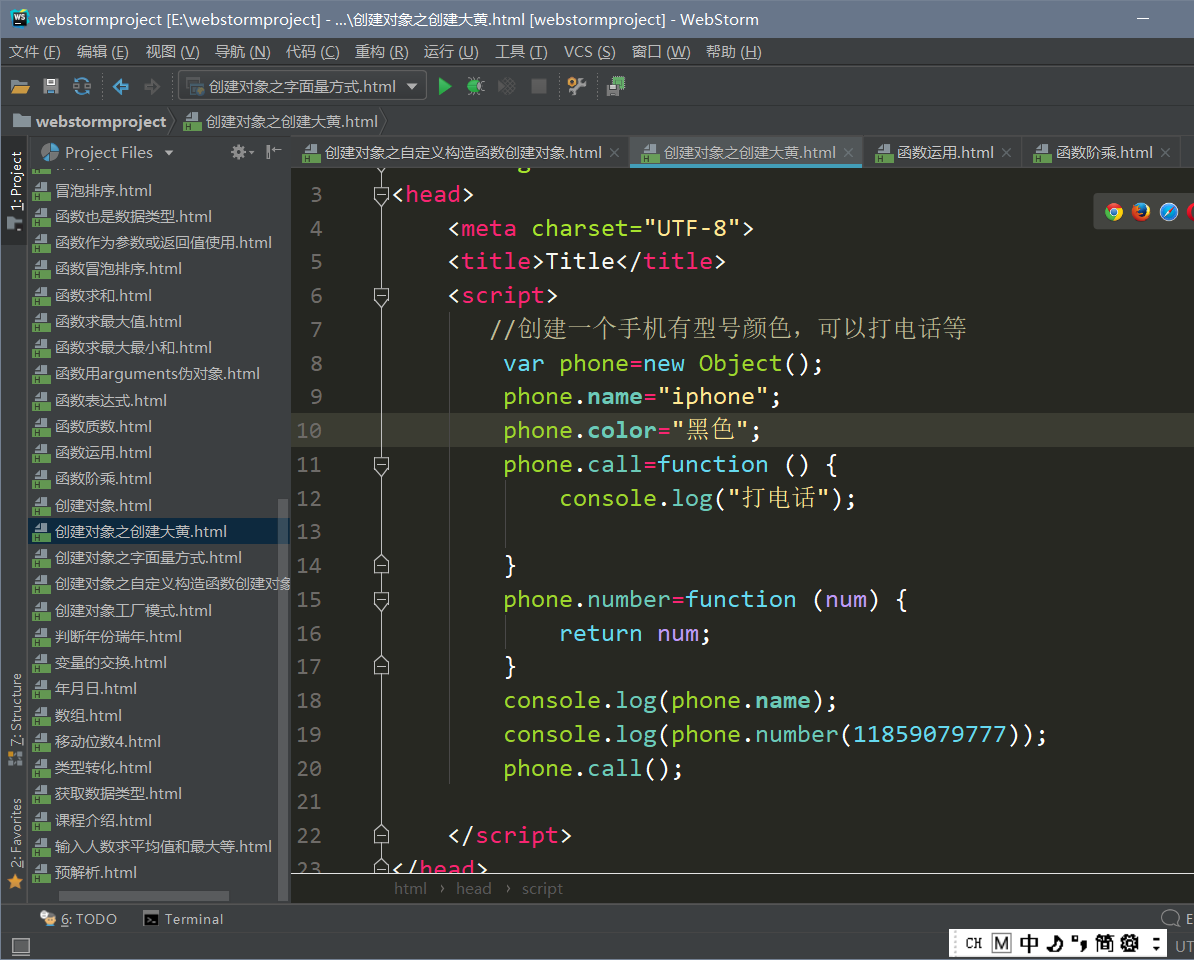 webstormproject [E:\webstormproject] - ...\创建对象之创建大黄.html [webstormproject] - WebStorm
文件 (F) 编辑 (E) 视图 (V) 导航 (N) 代码 (C) 重构 (R) 运行 (U) 工具 (T) VCS (S) 窗口 (W) 帮助 (H)
创建对象之字面量方式.html
webstormproject 创建对象之创建大黄.html
1: Project
Project Files
创建对象之自定义构造函数创建对象.html 创建对象之创建大黄.html 函数运用.html 函数阶乘.html
冒泡排序.html
函数也是数据类型.html
函数作为参数或返回值使用.html
函数冒泡排序.html
函数求和.html
函数求最大值.html
函数求最大最小和.html
函数用arguments伪对象.html
函数表达式.html
函数质数.html
函数运用.html
函数阶乘.html
创建对象.html
创建对象之创建大黄.html
创建对象之字面量方式.html
创建对象之自定义构造函数创建对象
创建对象工厂模式.html
判断年份瑞年.html
变量的交换.html
年月日.html
数组.html
移动位数4.html
类型转化.html
获取数据类型.html
课程介绍.html
输入人数求平均值和最大等.html
预解析.html
7: Structure
2: Favorites
3 <head>
4 <meta charset="UTF-8">
5 <title>Title</title>
6 <script>
7 //创建一个手机有型号颜色，可以打电话等
8 var phone=new Object();
9 phone.name="iphone";
10 phone.color="黑色";
11 phone.call=function () {
12 console.log("打电话");
13
14 }
15 phone.number=function (num) {
16 return num;
17 }
18 console.log(phone.name);
19 console.log(phone.number(11859079777));
20 phone.call();
21
22 </script>
23 </head>
html › head › script
6: TODO Terminal
E
CH M 中 简
UT